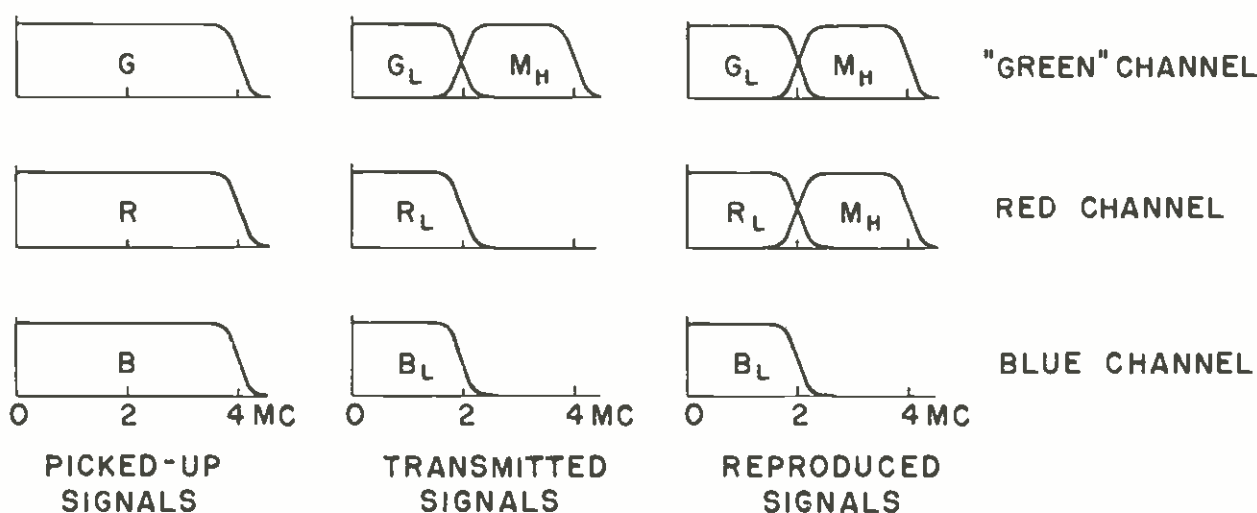 G G_L M_H G_L M_H "GREEN" CHANNEL
R R_L R_L M_H RED CHANNEL
B B_L B_L BLUE CHANNEL
0 2 4 MC 0 2 4 MC 0 2 4 MC
PICKED-UP TRANSMITTED REPRODUCED
SIGNALS SIGNALS SIGNALS